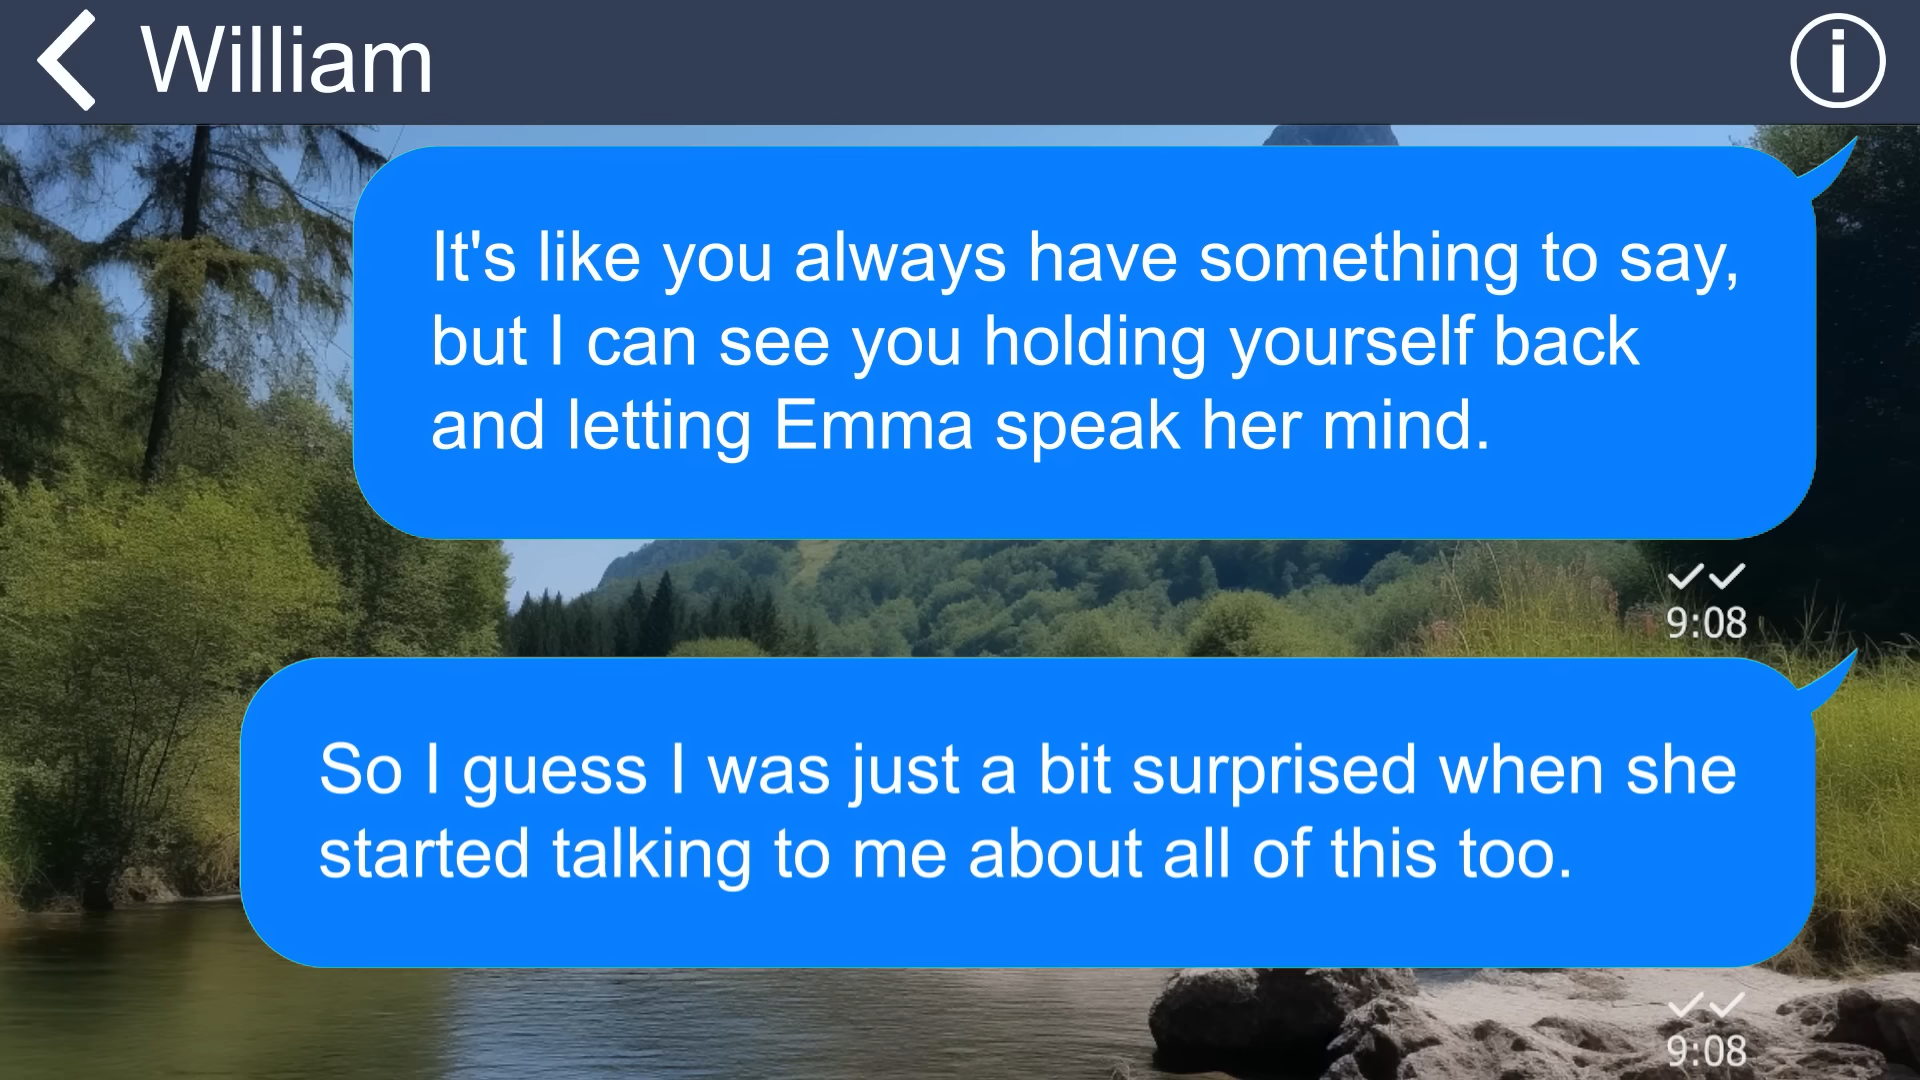 William
It's like you always have something to say,
but I can see you holding yourself back
and letting Emma speak her mind.
9:08
So I guess I was just a bit surprised when she
started talking to me about all of this too.
9:08